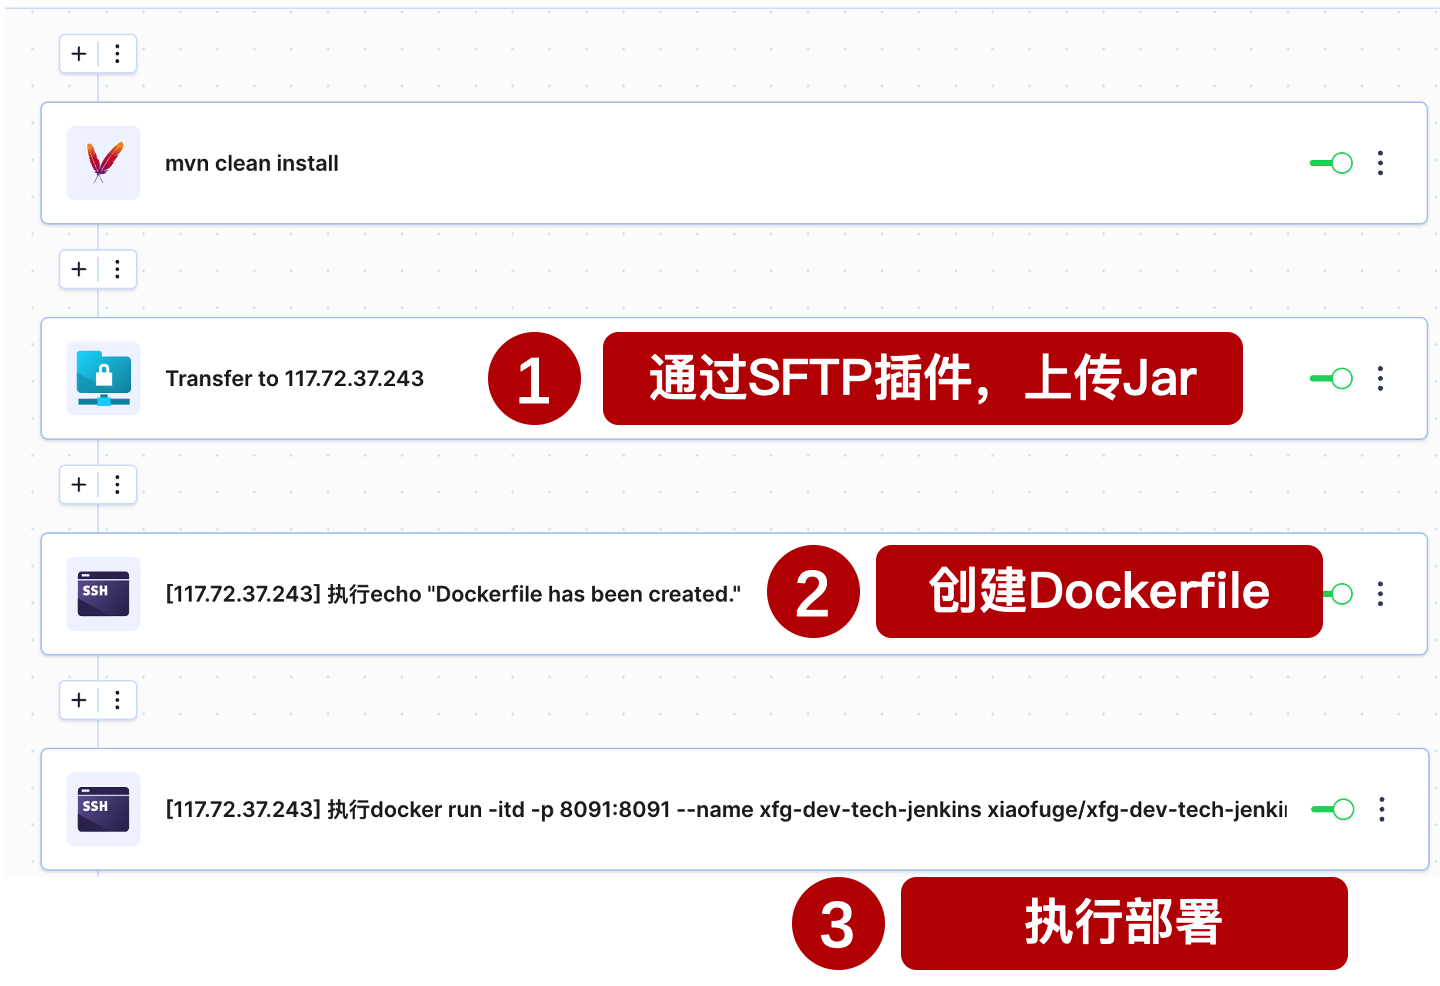 mvn clean install
Transfer to 117.72.37.243
1
通过SFTP插件，上传Jar
SSH
[117.72.37.243] 执行echo "Dockerfile has been created."
2
创建Dockerfile
SSH
[117.72.37.243] 执行docker run -itd -p 8091:8091 --name xfg-dev-tech-jenkins xiaofuge/xfg-dev-tech-jenki
3
执行部署